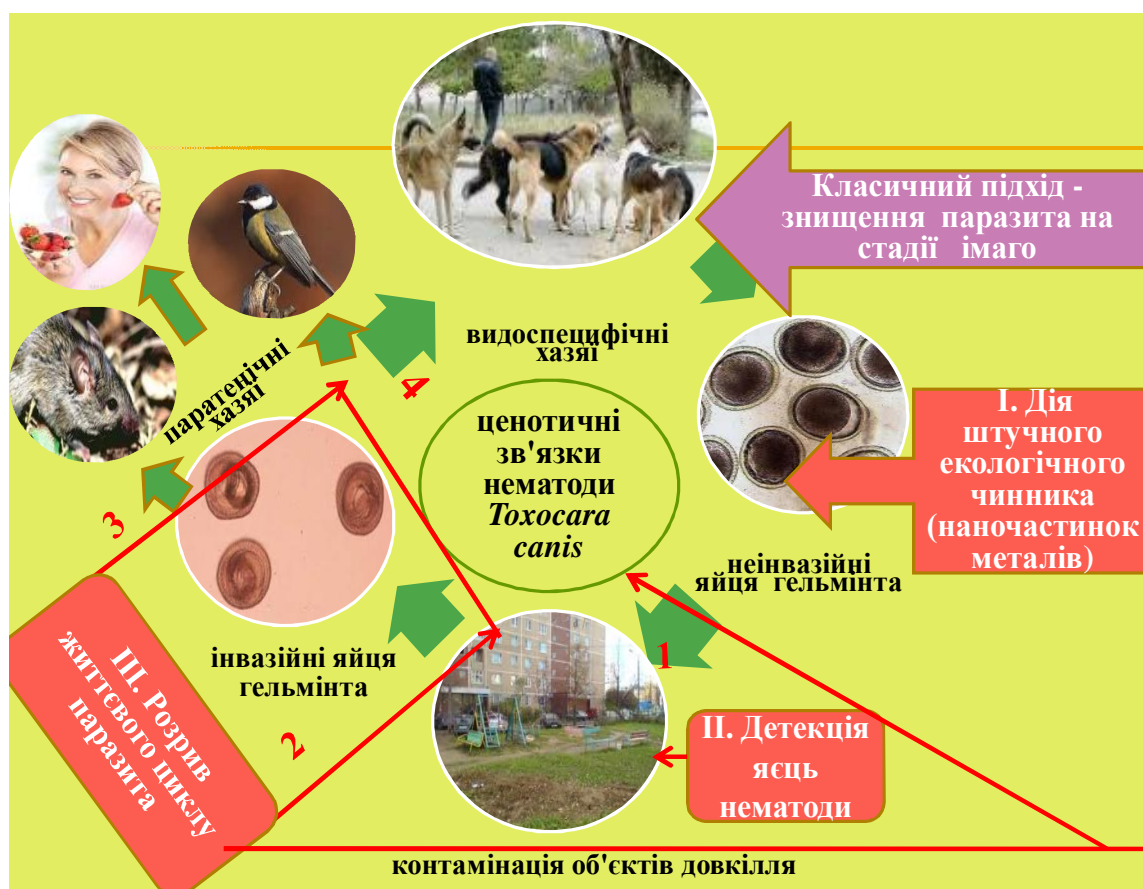 Класичний підхід -
знищення паразита на
стадії імаго
видоспецифічні
хазяї
паратенічні
хазяї
4
ценотичні
зв'язки
нематоди
Toxocara
canis
І. Дія
штучного
екологічного
чинника
(наночастинок
металів)
3
неінвазійні
яйця гельмінта
інвазійні яйця
гельмінта
1
ІІІ. Розрив
життєвого циклу
паразита
2
ІІ. Детекція
яєць
нематоди
контамінація об'єктів довкілля